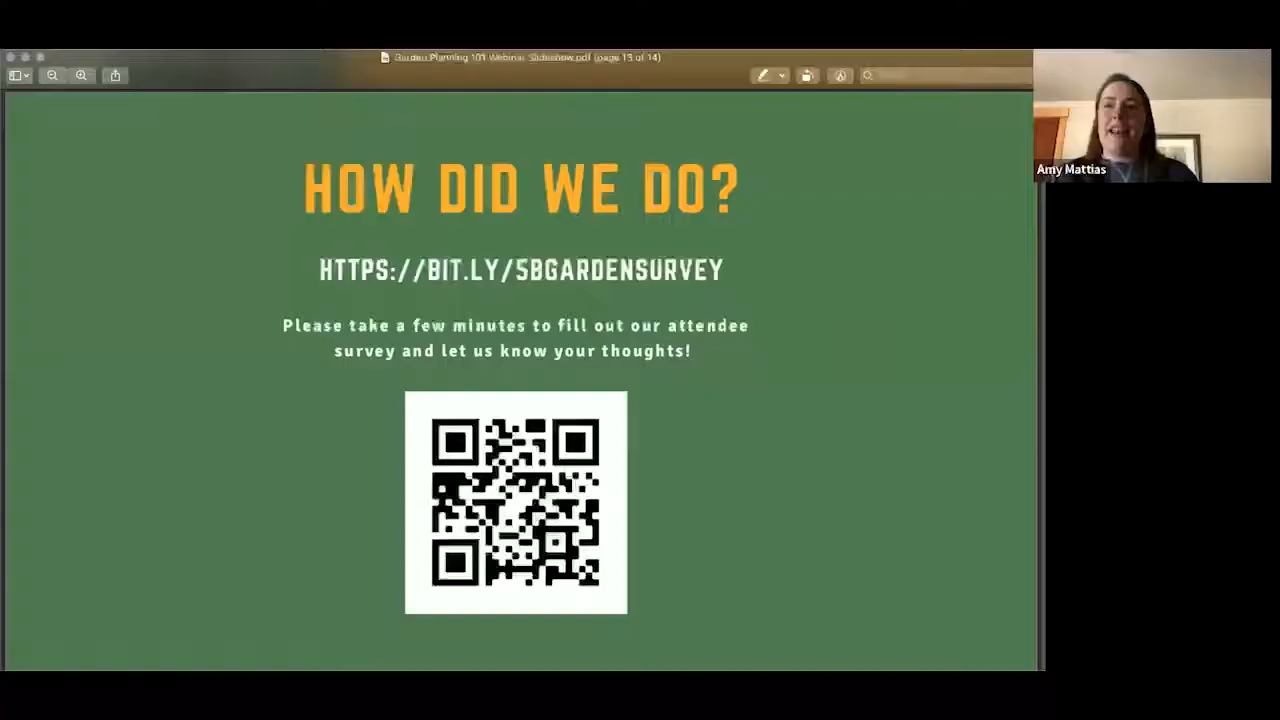 Garden Planning 101 Webinar Slideshow.pdf (page 13 of 14)
Amy Mattias
HOW DID WE DO?
HTTPS://BIT.LY/5BGARDENSURVEY
Please take a few minutes to fill out our attendee
survey and let us know your thoughts!